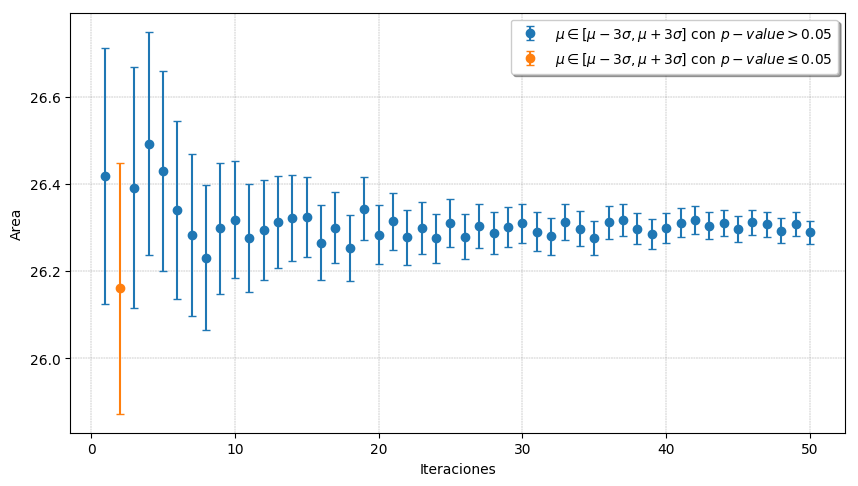 μ ∈ [μ − 3σ, μ + 3σ] con p − value > 0.05
μ ∈ [μ − 3σ, μ + 3σ] con p − value ≤ 0.05
26.6
26.4
26.2
26.0
Area
0 10 20 30 40 50
Iteraciones